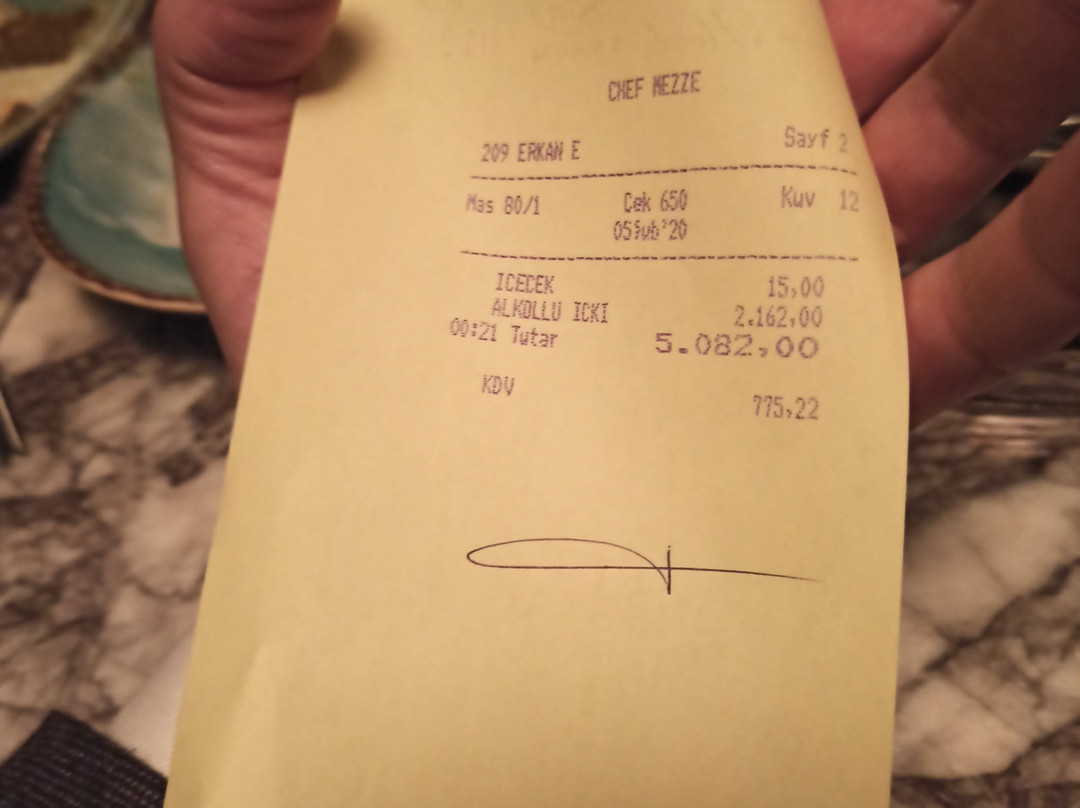 CHEF MEZZE
209 ERKAN E Sayf 2
Mas 80/1 Cek 650 Kuv 12
05Şub'20
ICECEK 15,00
ALKOLLU ICKI 2.162,00
00:21 Tutar 5.082,00
KDV 775,22